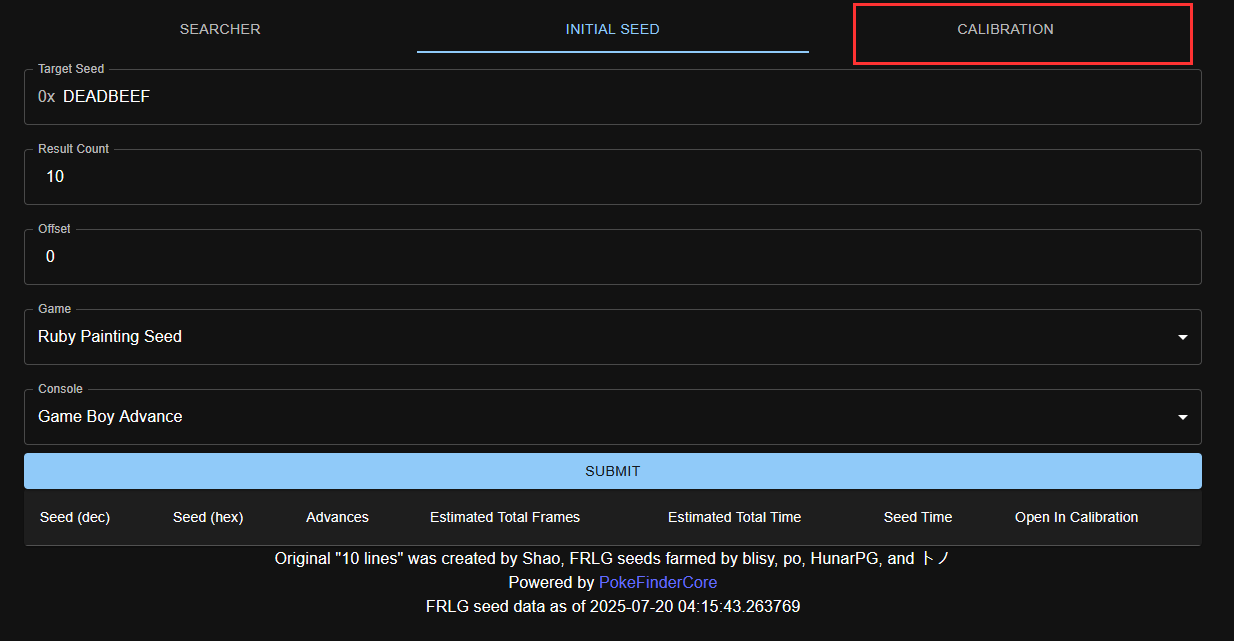 SEARCHER INITIAL SEED CALIBRATION
Target Seed
0x DEADBEEF
Result Count
10
Offset
0
Game
Ruby Painting Seed
Console
Game Boy Advance
SUBMIT
Seed (dec) Seed (hex) Advances Estimated Total Frames Estimated Total Time Seed Time Open In Calibration
Original "10 lines" was created by Shao, FRLG seeds farmed by blisy, po, HunarPG, and トノ
Powered by PokeFinderCore
FRLG seed data as of 2025-07-20 04:15:43.263769